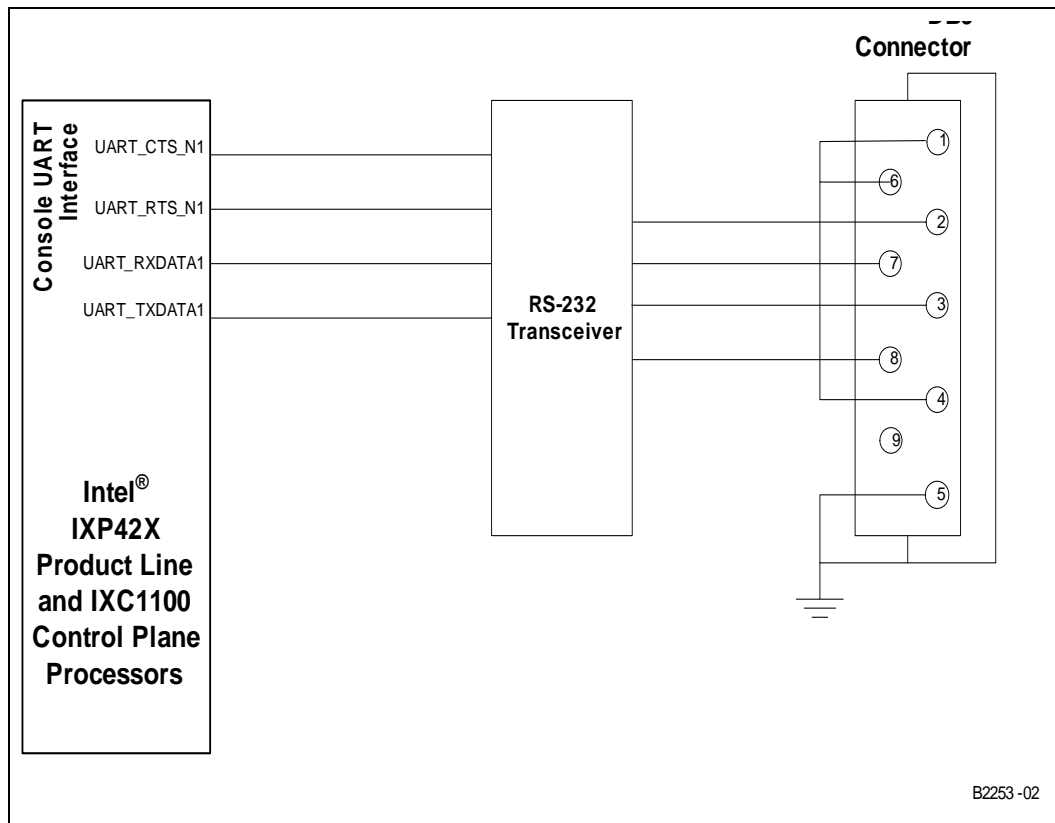 Connector
Console UART
Interface
UART_CTS_N1
UART_RTS_N1
UART_RXDATA1
UART_TXDATA1
RS-232
Transceiver
1
6
2
7
3
8
4
9
5
Intel®
IXP42X
Product Line
and IXC1100
Control Plane
Processors
B2253 -02